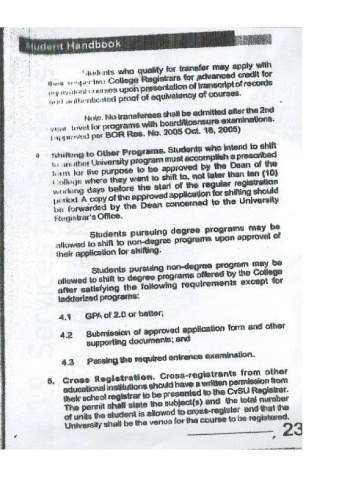 Student Handbook
Students who qualify for transfer may apply with
their respective College Registrars for advanced credit for
equivalent courses upon presentation of transcript of records
and authenticated proof of equivalency of courses.
Note: No transferees shall be admitted after the 2nd
year level for programs with board/licensure examinations.
(approved per BOR Res. No. 2005 Oct. 18, 2005)
4 Shifting to Other Programs. Students who intend to shift
to another University program must accomplish a prescribed
form for the purpose to be approved by the Dean of the
College where they want to shift to, not later than ten (10)
working days before the start of the regular registration
period. A copy of the approved application for shifting should
be forwarded by the Dean concerned to the University
Registrar's Office.
Students pursuing degree programs may be
allowed to shift to non-degree programs upon approval of
their application for shifting.
Students pursuing non-degree program may be
allowed to shift to degree programs offered by the College
after satisfying the following requirements except for
ladderized programs:
4.1 GPA of 2.0 or better;
4.2 Submission of approved application form and other
supporting documents; and
4.3 Passing the required entrance examination.
5. Cross Registration. Cross-registrants from other
educational institutions should have a written permission from
their school registrar to be presented to the CvSU Registrar.
The permit shall state the subject(s) and the total number
of units the student is allowed to cross-register and that the
University shall be the venue for the course to be registered.
23